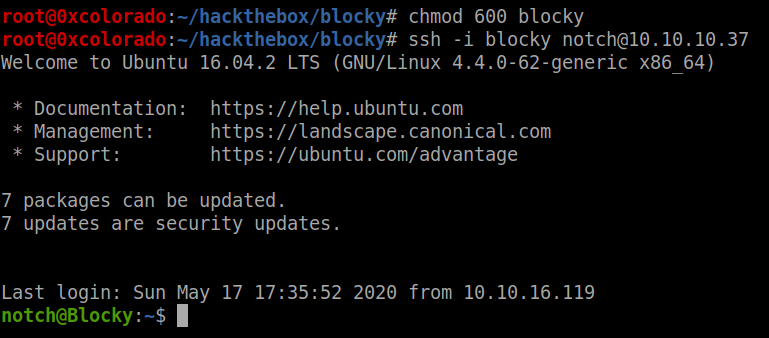 root@0xcolorado:~/hackthebox/blocky# chmod 600 blocky
root@0xcolorado:~/hackthebox/blocky# ssh -i blocky notch@10.10.10.37
Welcome to Ubuntu 16.04.2 LTS (GNU/Linux 4.4.0-62-generic x86_64)

 * Documentation:  https://help.ubuntu.com
 * Management:     https://landscape.canonical.com
 * Support:        https://ubuntu.com/advantage

7 packages can be updated.
7 updates are security updates.


Last login: Sun May 17 17:35:52 2020 from 10.10.16.119
notch@Blocky:~$